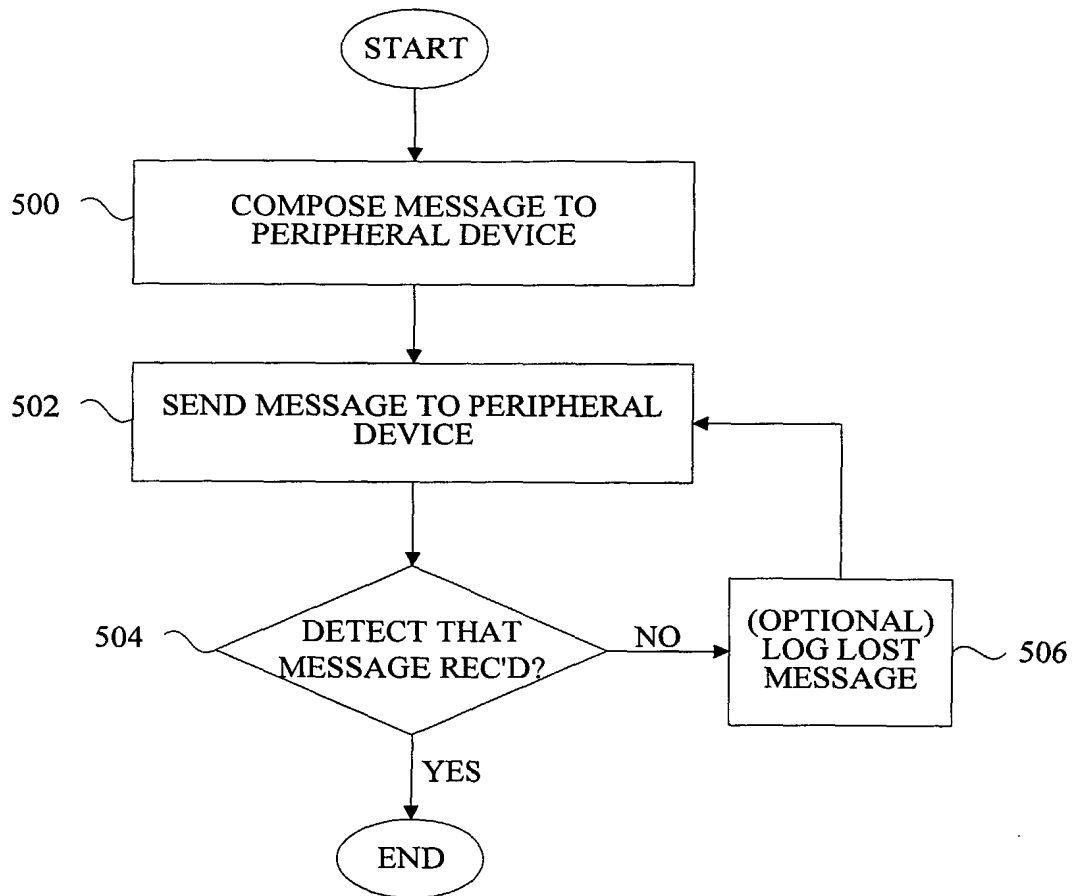 START
500
COMPOSE MESSAGE TO
PERIPHERAL DEVICE
502
SEND MESSAGE TO PERIPHERAL
DEVICE
504
DETECT THAT
MESSAGE REC'D?
NO
(OPTIONAL)
LOG LOST
MESSAGE
506
YES
END